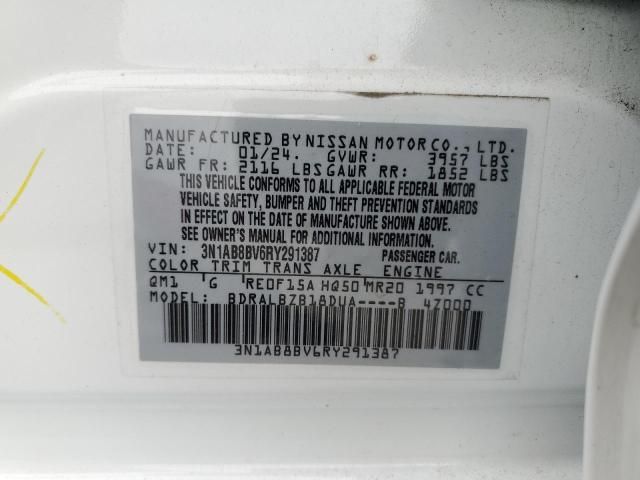 MANUFACTURED BY NISSAN MOTOR CO., LTD.
DATE: 01/24. GVWR: 3957 LBS
GAWR FR: 2116 LBS GAWR RR: 1852 LBS
THIS VEHICLE CONFORMS TO ALL APPLICABLE FEDERAL MOTOR
VEHICLE SAFETY, BUMPER AND THEFT PREVENTION STANDARDS
IN EFFECT ON THE DATE OF MANUFACTURE SHOWN ABOVE.
SEE OWNER'S MANUAL FOR ADDITIONAL INFORMATION.
VIN: 3N1AB8BV6RY291387 PASSENGER CAR.
COLOR TRIM TRANS AXLE ENGINE
QM1 G RE0F15A HQ50 MR20 1997 CC
MODEL: BDRALBZB18DUA----B 4Z000
3N1AB8BV6RY291387